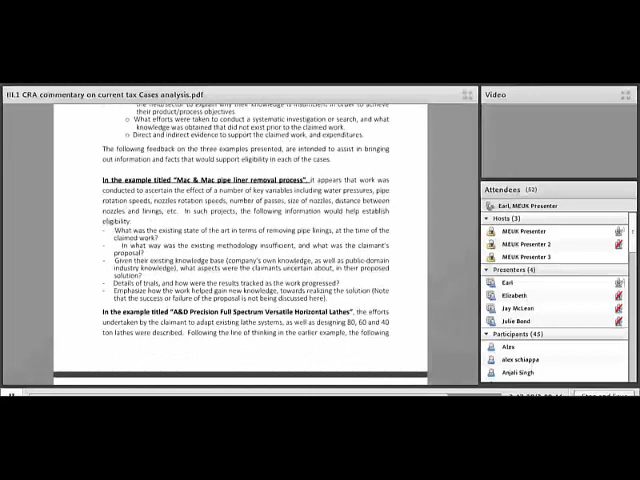 III.1 CRA commentary on current tax Cases analysis.pdf
the field/sector to explain why their knowledge is insufficient in order to achieve
their product/process objectives
o What efforts were taken to conduct a systematic investigation or search, and what
knowledge was obtained that did not exist prior to the claimed work.
o Direct and indirect evidence to support the claimed work, and expenditures.
The following feedback on the three examples presented, are intended to assist in bringing
out information and facts that would support eligibility in each of the cases.
In the example titled "Mac & Mac pipe liner removal process", it appears that work was
conducted to ascertain the effect of a number of key variables including water pressures, pipe
rotation speeds, nozzles rotation speeds, number of passes, size of nozzles, distance between
nozzles and linings, etc. In such projects, the following information would help establish
eligibility:
- What was the existing state of the art in terms of removing pipe linings, at the time of the
claimed work?
- In what way was the existing methodology insufficient, and what was the claimant's
proposal?
- Given their existing knowledge base (company's own knowledge, as well as public-domain
industry knowledge), what aspects were the claimants uncertain about, in their proposed
solution?
- Details of trials, and how were the results tracked as the work progressed?
- Emphasize how the work helped gain new knowledge, towards realizing the solution (Note
that the success or failure of the proposal is not being discussed here).
In the example titled "A&D Precision Full Spectrum Versatile Horizontal Lathes", the efforts
undertaken by the claimant to adapt existing lathe systems, as well as designing 80, 60 and 40
ton lathes were described. Following the line of thinking in the earlier example, the following
Video
Attendees (52)
Earl, MEUK Presenter
Hosts (3)
MEUK Presenter
MEUK Presenter 2
MEUK Presenter 3
Presenters (4)
Earl
Elizabeth
Jay McLean
Julie Bond
Participants (45)
Alex
alex schiappa
Anjali Singh